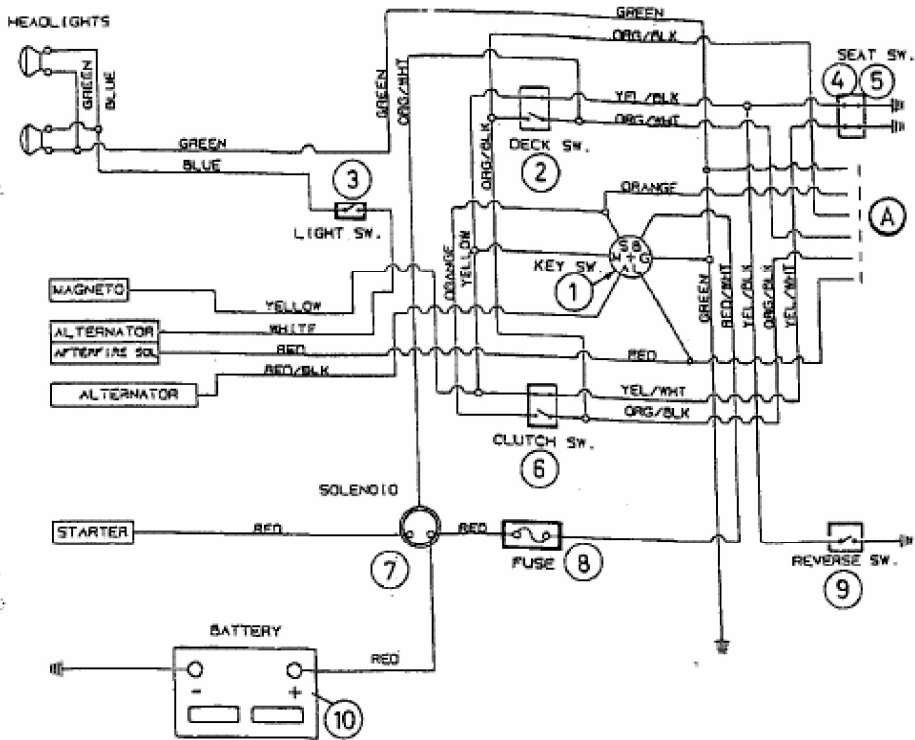 HEADLIGHTS
GREEN
ORG/BLK
SEAT SW.
4
5
GREEN
BLUE
GREEN
ORG/WHT
YEL/BLK
ORG/WHT
ORG/BLK
DECK SW.
2
GREEN
BLUE
3
LIGHT SW.
ORANGE
A
S B
M + G
A L
KEY SW.
1
ORANGE
YELLOW
GREEN
RED/WHT
YEL/BLK
ORG/BLK
YEL/WHT
MAGNETO
YELLOW
ALTERNATOR
WHITE
AFTERFIRE SOL
RED
RED
RED/BLK
ALTERNATOR
YEL/WHT
ORG/BLK
CLUTCH SW.
6
SOLENOID
STARTER
RED
RED
7
FUSE
8
REVERSE SW.
9
BATTERY
RED
-
+
10